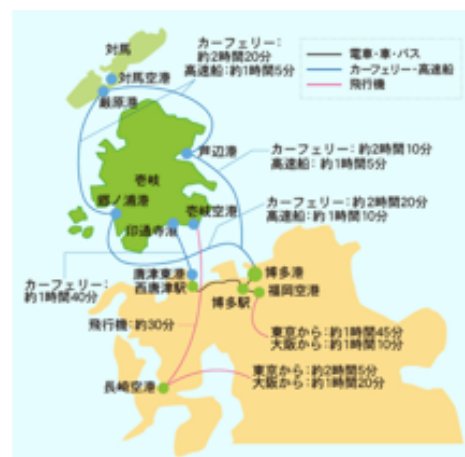 対馬
カーフェリー:
約2時間20分
高速船:約1時間5分
電車・車・バス
カーフェリー・高速船
飛行機
対馬空港
厳原港
芦辺港
カーフェリー:約2時間10分
高速船:約1時間5分
壱岐
郷ノ浦港
壱岐空港
印通寺港
カーフェリー:約2時間20分
高速船:約1時間10分
カーフェリー:
約1時間40分
唐津東港
西唐津駅
博多港
福岡空港
博多駅
飛行機:約30分
東京から:約1時間45分
大阪から:約1時間10分
東京から:約2時間5分
大阪から:約1時間20分
長崎空港